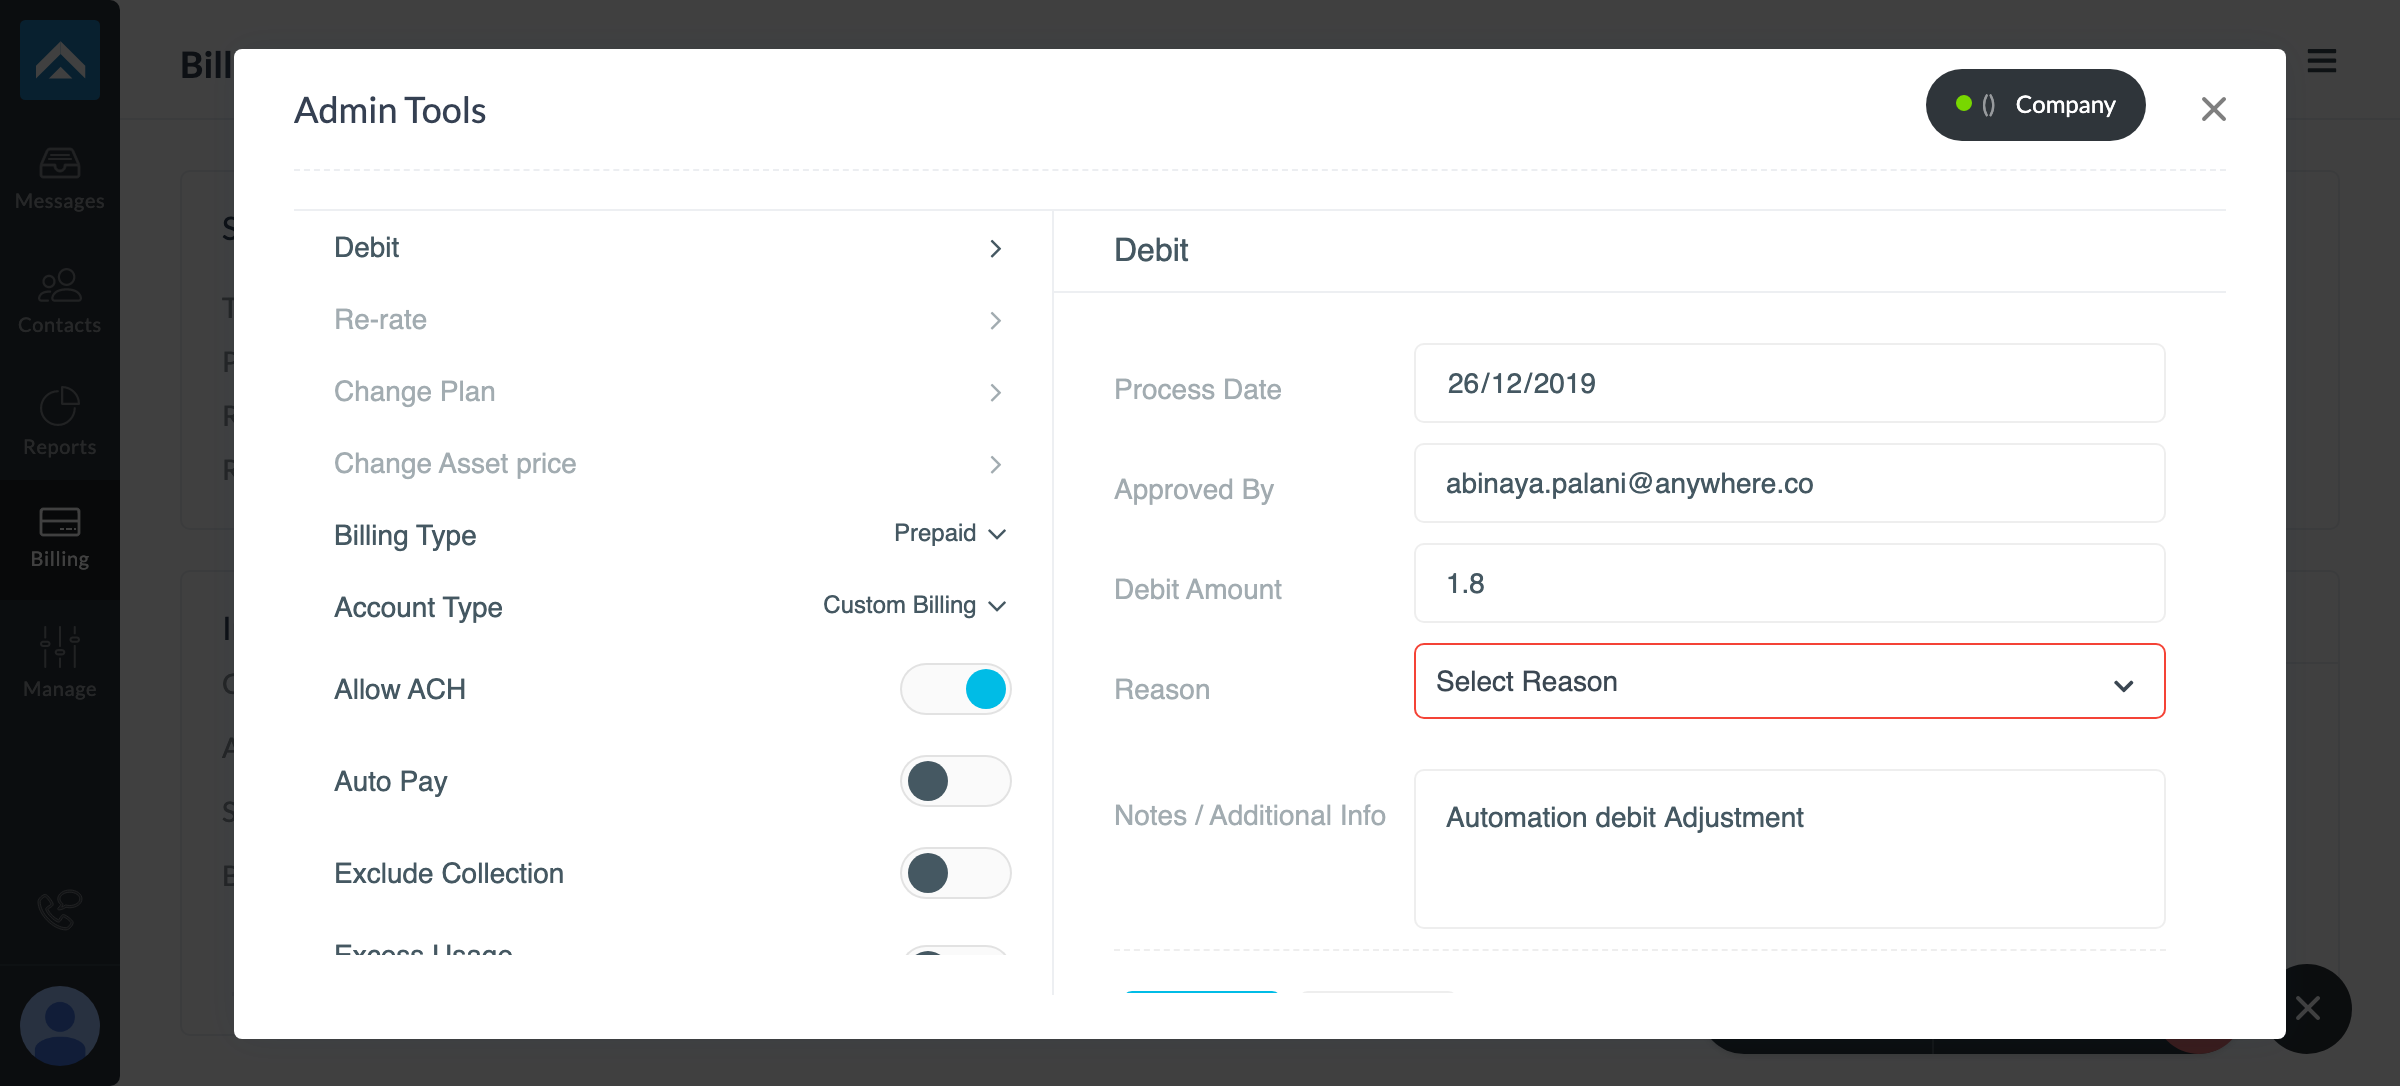 Bill
Admin Tools
() Company
Messages
Contacts
Reports
Billing
Manage
Debit
Re-rate
Change Plan
Change Asset price
Billing Type Prepaid
Account Type Custom Billing
Allow ACH
Auto Pay
Exclude Collection
Excess Usage
Debit
Process Date 26/12/2019
Approved By abinaya.palani@anywhere.co
Debit Amount 1.8
Reason Select Reason
Notes / Additional Info Automation debit Adjustment